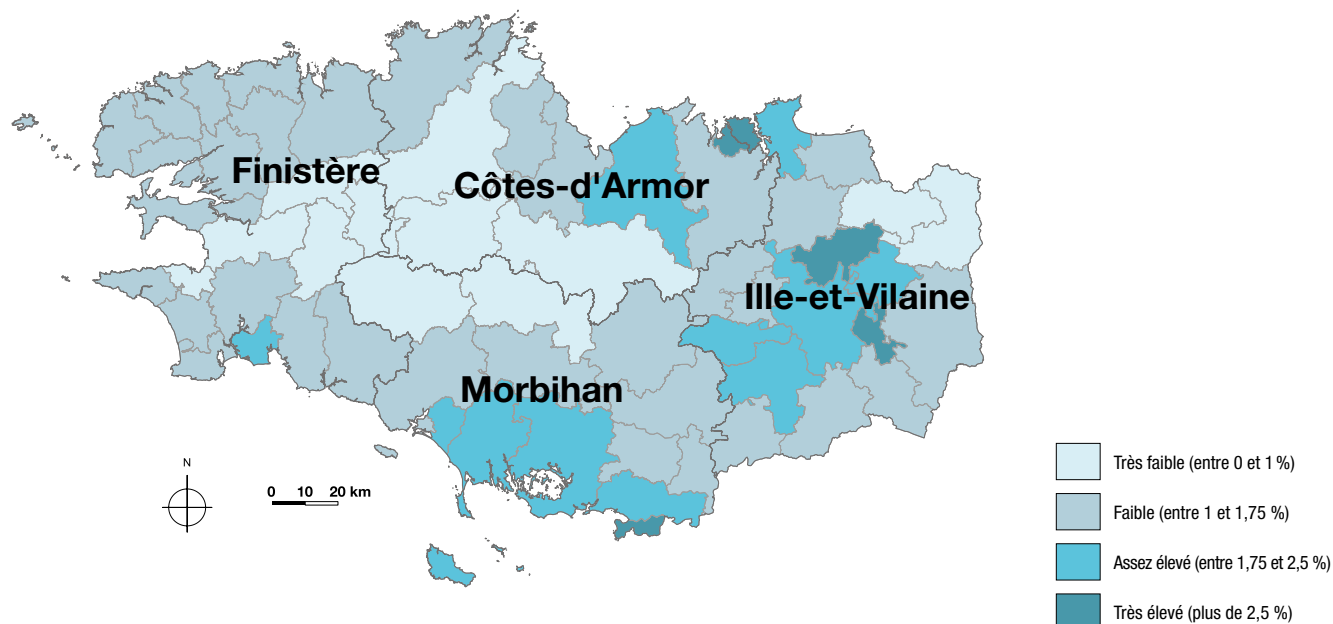 Finistère
Côtes-d'Armor
Ille-et-Vilaine
Morbihan
N
0 10 20 km
Très faible (entre 0 et 1 %)
Faible (entre 1 et 1,75 %)
Assez élevé (entre 1,75 et 2,5 %)
Très élevé (plus de 2,5 %)